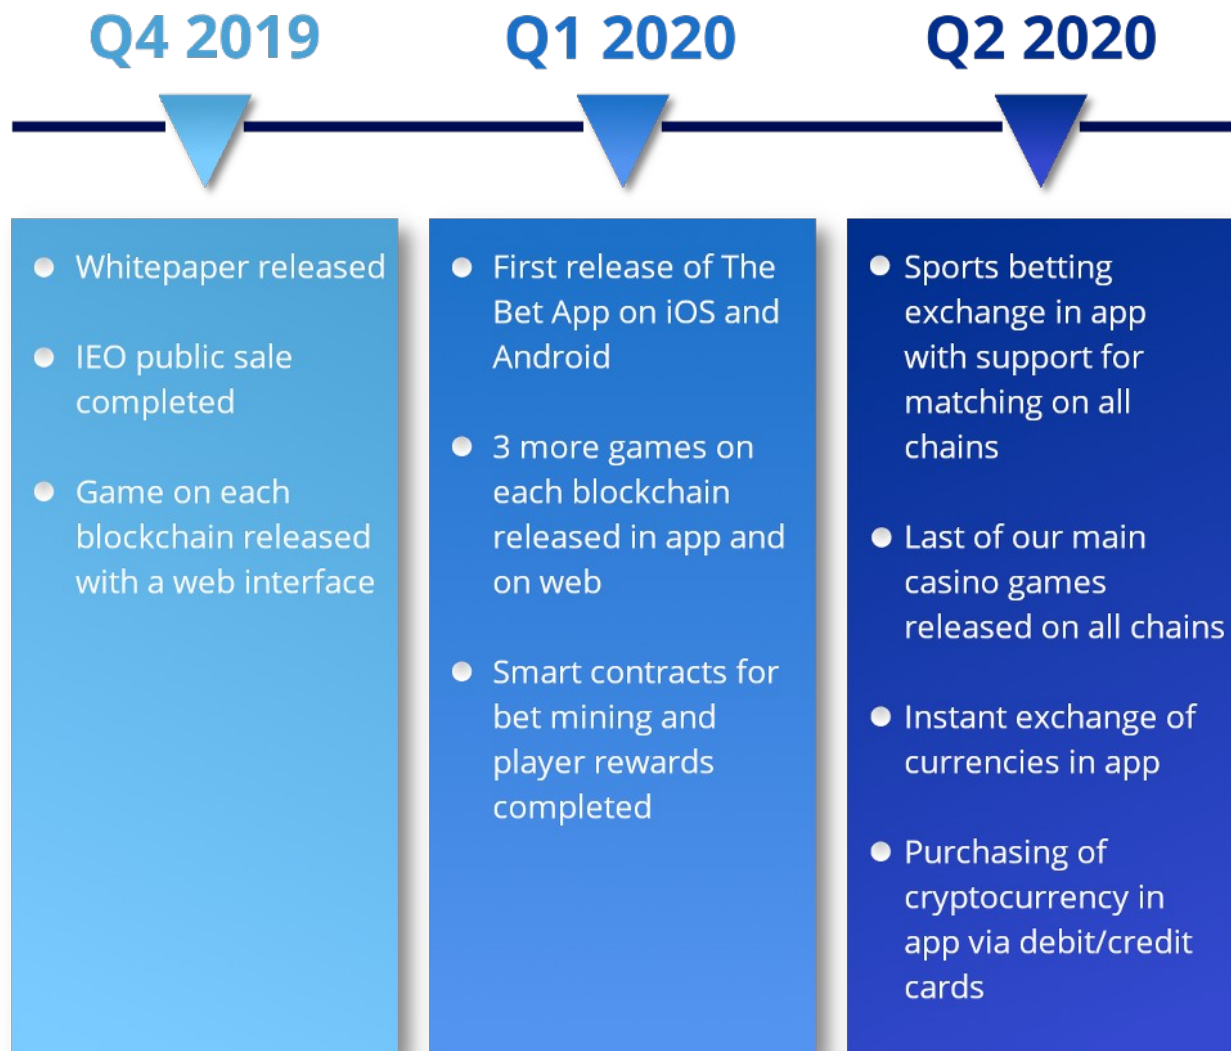 Q4 2019
Whitepaper released
IEO public sale
completed
Game on each
blockchain released
with a web interface
Q1 2020
First release of The
Bet App on iOS and
Android
3 more games on
each blockchain
released in app and
on web
Smart contracts for
bet mining and
player rewards
completed
Q2 2020
Sports betting
exchange in app
with support for
matching on all
chains
Last of our main
casino games
released on all chains
Instant exchange of
currencies in app
Purchasing of
cryptocurrency in
app via debit/credit
cards